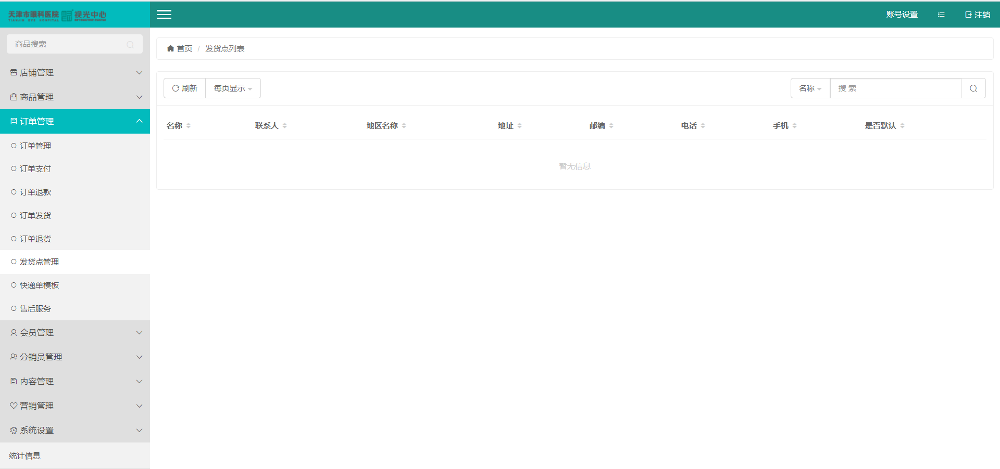 天津市眼科医院 视光中心
TIANJIN EYE HOSPITAL OPTOMETRIC CENTER
账号设置
注销
商品搜索
店铺管理
商品管理
订单管理
订单管理
订单支付
订单退款
订单发货
订单退货
发货点管理
快递单模板
售后服务
会员管理
分销员管理
内容管理
营销管理
系统设置
统计信息
首页 / 发货点列表
刷新 每页显示
名称 搜 索
名称 联系人 地区名称 地址 邮编 电话 手机 是否默认
暂无信息